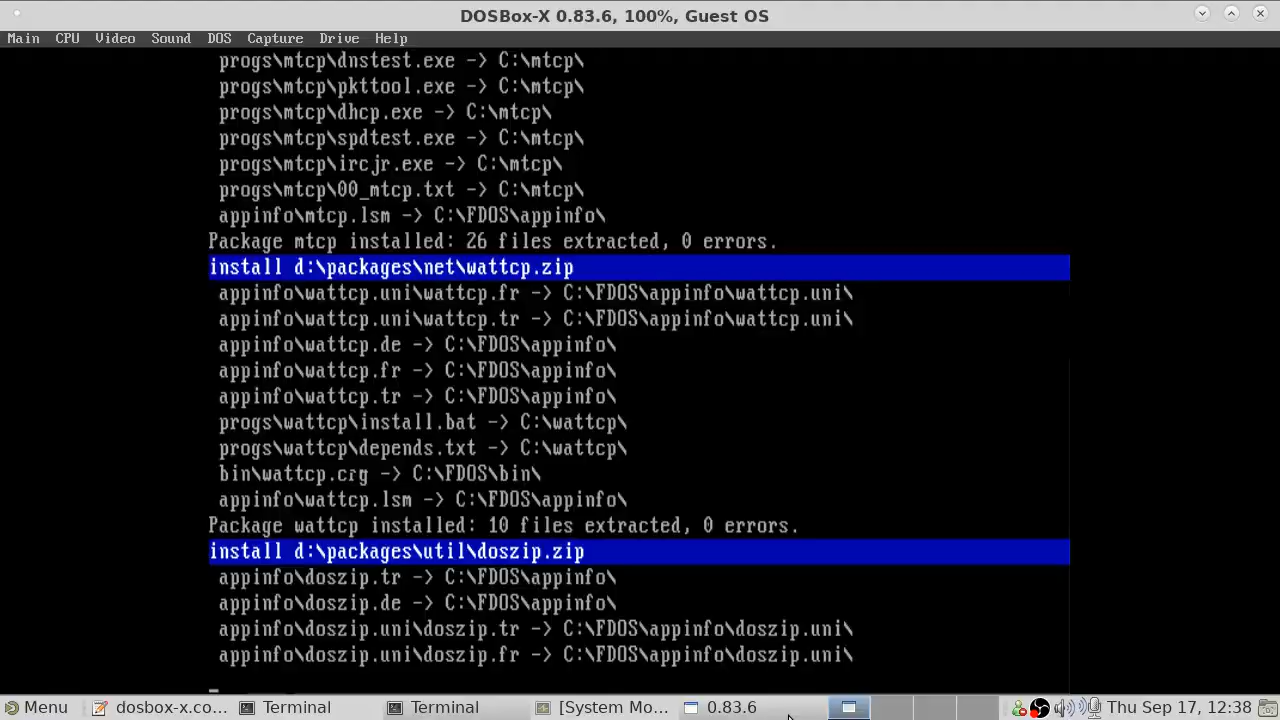 DOSBox-X 0.83.6, 100%, Guest OS
Main CPU Video Sound DOS Capture Drive Help
progs\mtcp\dnstest.exe -> C:\mtcp\
progs\mtcp\pkttool.exe -> C:\mtcp\
progs\mtcp\dhcp.exe -> C:\mtcp\
progs\mtcp\spdtest.exe -> C:\mtcp\
progs\mtcp\ircjr.exe -> C:\mtcp\
progs\mtcp\00_mtcp.txt -> C:\mtcp\
appinfo\mtcp.lsm -> C:\FDOS\appinfo\
Package mtcp installed: 26 files extracted, 0 errors.
install d:\packages\net\wattcp.zip
appinfo\wattcp.uni\wattcp.fr -> C:\FDOS\appinfo\wattcp.uni\
appinfo\wattcp.uni\wattcp.tr -> C:\FDOS\appinfo\wattcp.uni\
appinfo\wattcp.de -> C:\FDOS\appinfo\
appinfo\wattcp.fr -> C:\FDOS\appinfo\
appinfo\wattcp.tr -> C:\FDOS\appinfo\
progs\wattcp\install.bat -> C:\wattcp\
progs\wattcp\depends.txt -> C:\wattcp\
bin\wattcp.crg -> C:\FDOS\bin\
appinfo\wattcp.lsm -> C:\FDOS\appinfo\
Package wattcp installed: 10 files extracted, 0 errors.
install d:\packages\util\doszip.zip
appinfo\doszip.tr -> C:\FDOS\appinfo\
appinfo\doszip.de -> C:\FDOS\appinfo\
appinfo\doszip.uni\doszip.tr -> C:\FDOS\appinfo\doszip.uni\
appinfo\doszip.uni\doszip.fr -> C:\FDOS\appinfo\doszip.uni\
Menu dosbox-x.co... Terminal Terminal [System Mo... 0.83.6 Thu Sep 17, 12:38